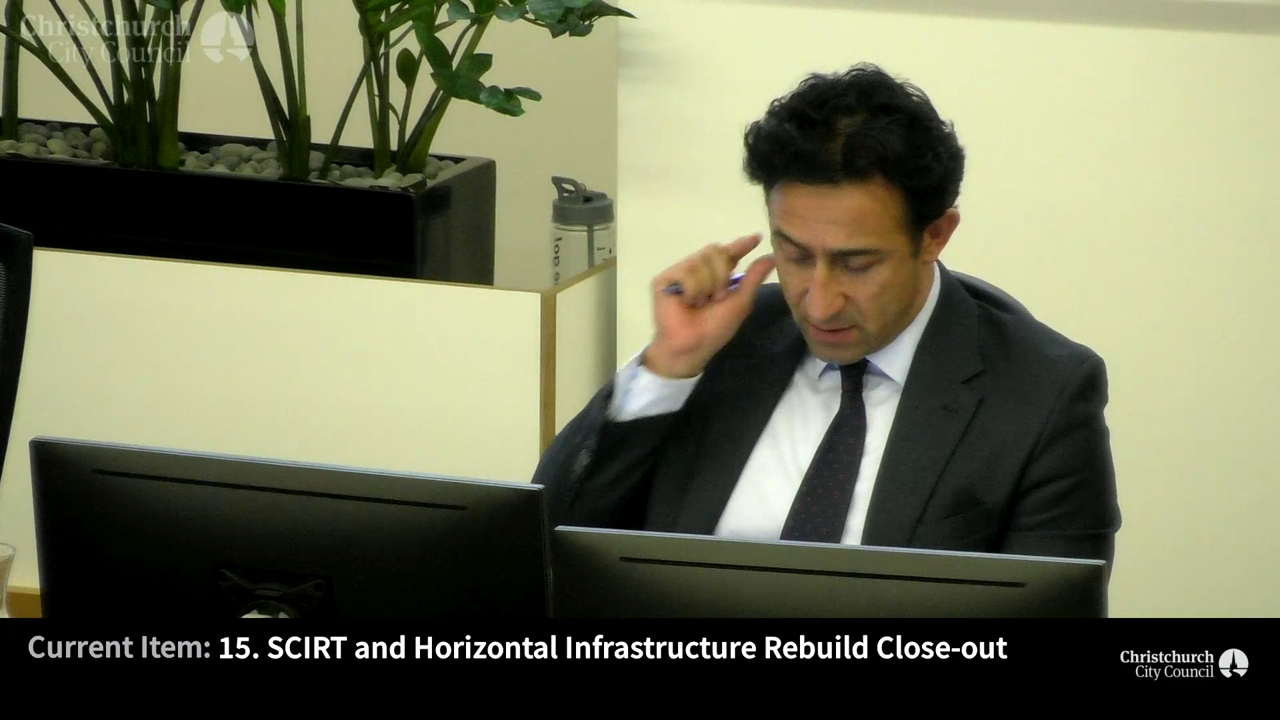 Christchurch
City Council
Current Item: 15. SCIRT and Horizontal Infrastructure Rebuild Close-out
Christchurch
City Council